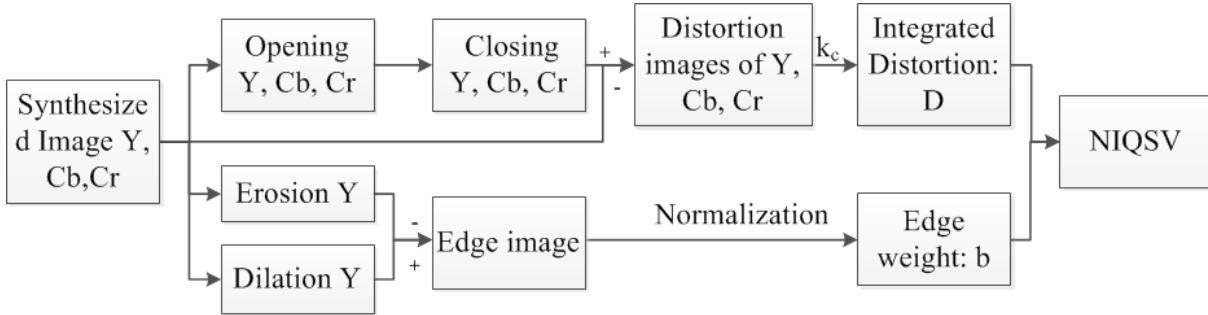 Synthesize
d Image Y,
Cb,Cr
Opening
Y, Cb, Cr
Closing
Y, Cb, Cr
+
-
Distortion
images of Y,
Cb, Cr
k_c
Integrated
Distortion:
D
NIQSV
Erosion Y
Dilation Y
-
+
Edge image
Normalization
Edge
weight: b